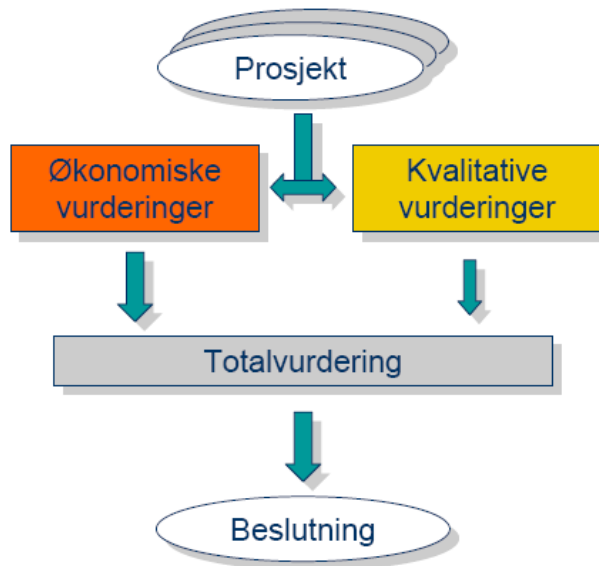 Prosjekt
Økonomiske
vurderinger
Kvalitative
vurderinger
Totalvurdering
Beslutning